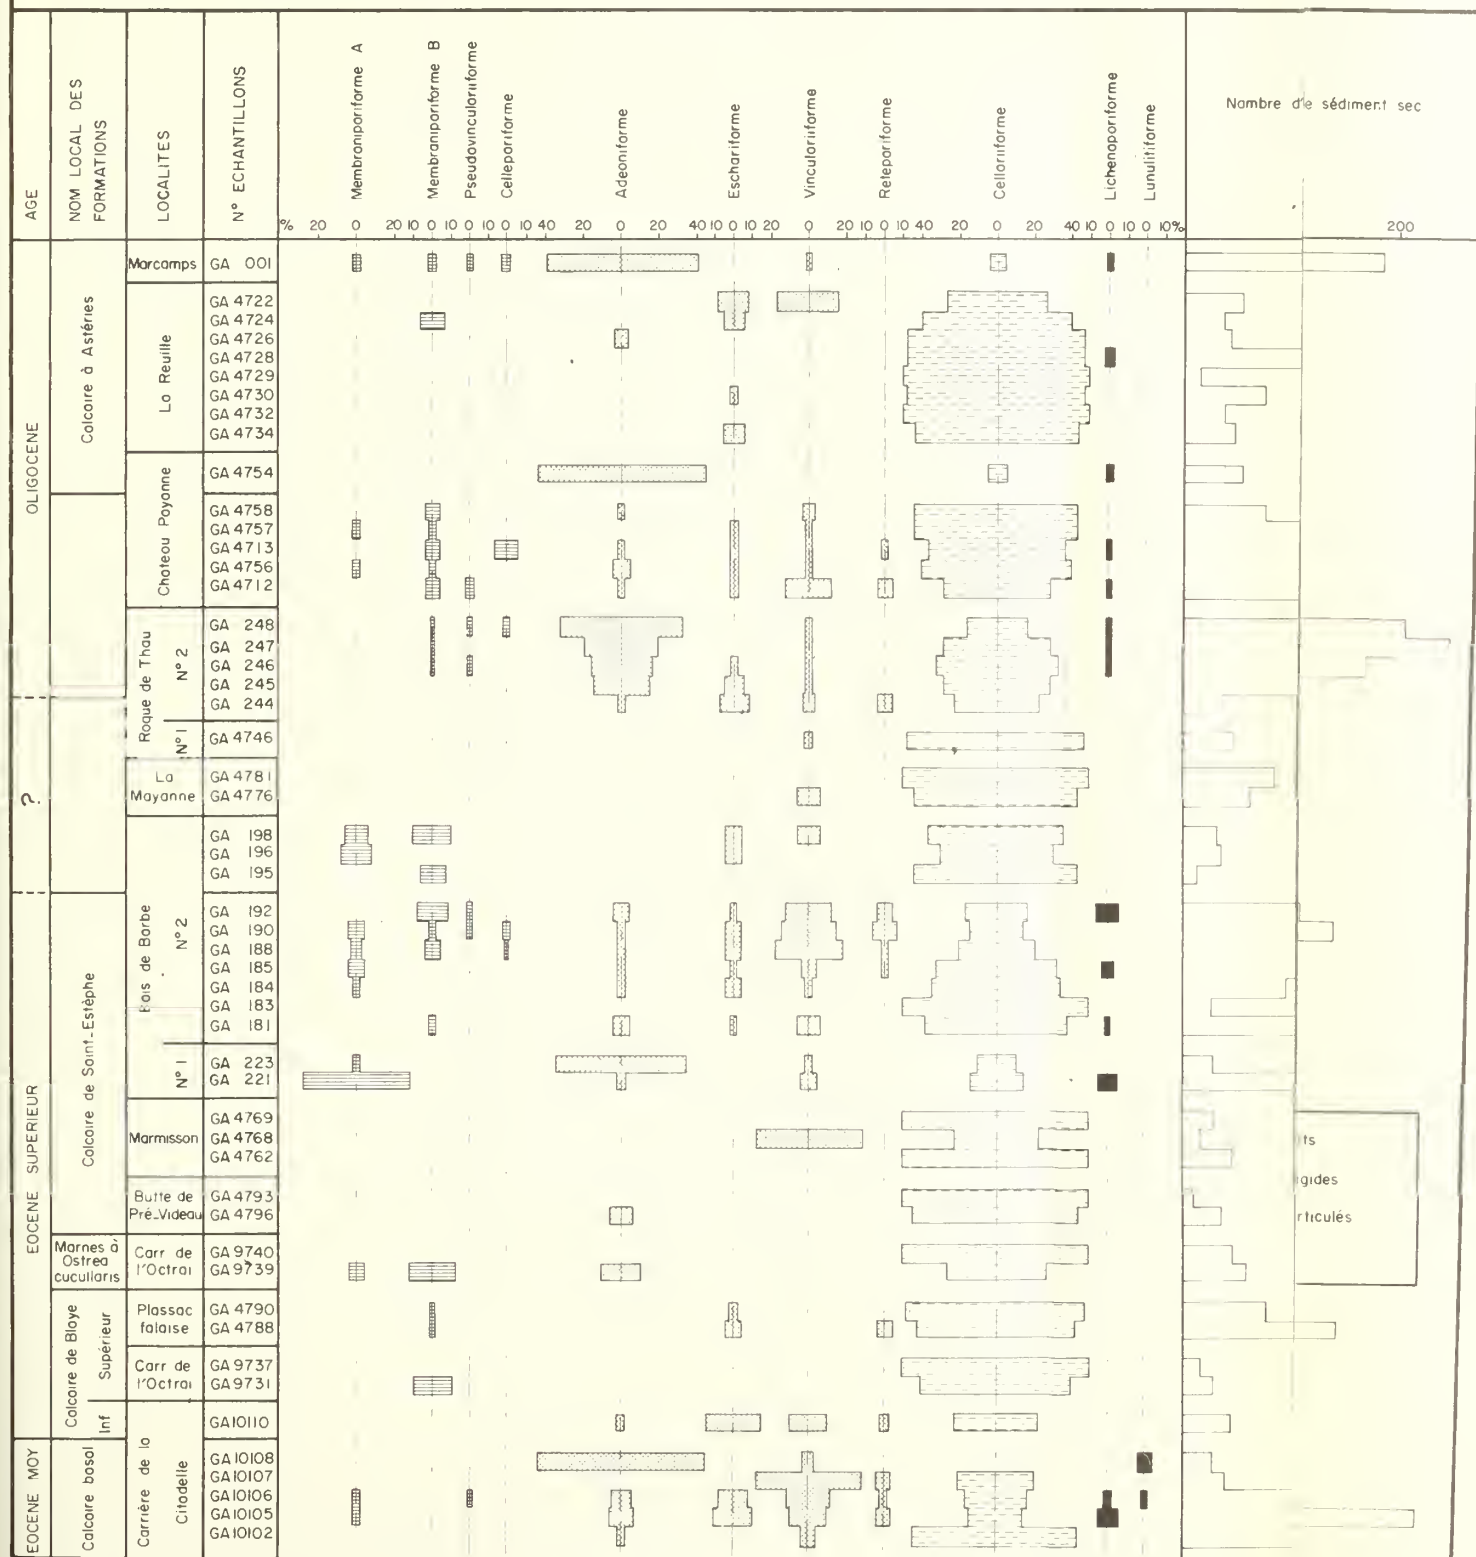 AGE
NOM LOCAL DES
FORMATIONS
LOCALITES
N° ECHANTILLONS
Membroniporiforme A
Membraniporiforme B
Pseudovinculariiforme
Celleporiforme
Adeoniforme
Eschariforme
Vinculariiforme
Reteporiforme
Cellariiforme
Lichenoporiforme
Lunulitiforme
Nombre d'e sédiment sec
% 20 0 20 10 0 10 0 10 0 10 40 20 0 20 40 10 0 10 20 0 20 10 0 10 40 20 0 20 40 10 0 10 0 10%
200
OLIGOCENE
?
EOCENE SUPERIEUR
EOCENE MOY
Calcaire à Astéries
Calcaire de Saint-Estèphe
Marnes à
Ostrea
cucullaris
Calcaire de Blaye
Supérieur
Inf
Calcaire basal
Marcamps
GA 001
La Reuille
GA 4722
GA 4724
GA 4726
GA 4728
GA 4729
GA 4730
GA 4732
GA 4734
Chateau Payanne
GA 4754
GA 4758
GA 4757
GA 4713
GA 4756
GA 4712
Roque de Thau
N° 2
GA 248
GA 247
GA 246
GA 245
GA 244
N° 1
GA 4746
La
Mayanne
GA 4781
GA 4776
Bois de Barbe
GA 198
GA 196
GA 195
N° 2
GA 192
GA 190
GA 188
GA 185
GA 184
GA 183
GA 181
N° 1
GA 223
GA 221
Marmisson
GA 4769
GA 4768
GA 4762
Butte de
Pré-Videau
GA 4793
GA 4796
Carr de
l'Octroi
GA 9740
GA 9739
Plassac
falaise
GA 4790
GA 4788
Carr de
l'Octroi
GA 9737
GA 9731
Carrière de la
Citadelle
GA 10110
GA 10108
GA 10107
GA 10106
GA 10105
GA 10102
ts
igides
rticulés